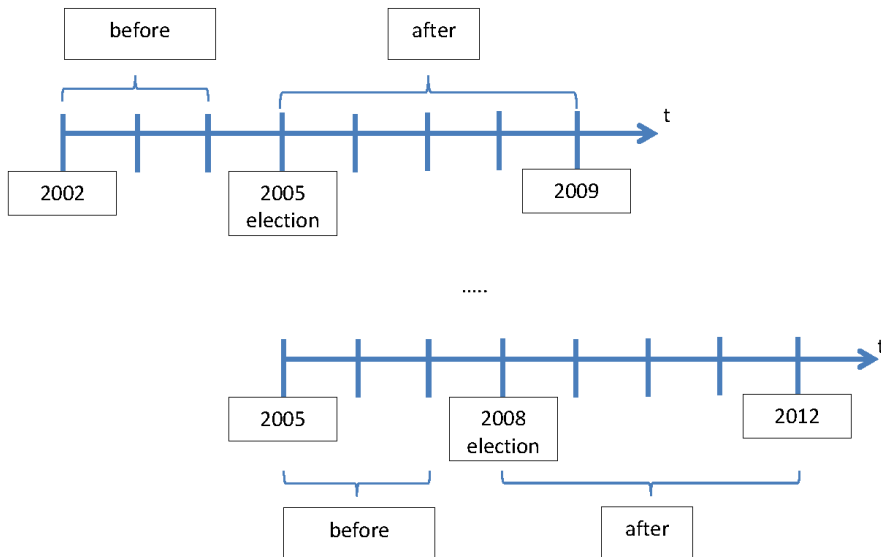 before
after
t
2002
2005
election
2009
.....
t
2005
2008
election
2012
before
after